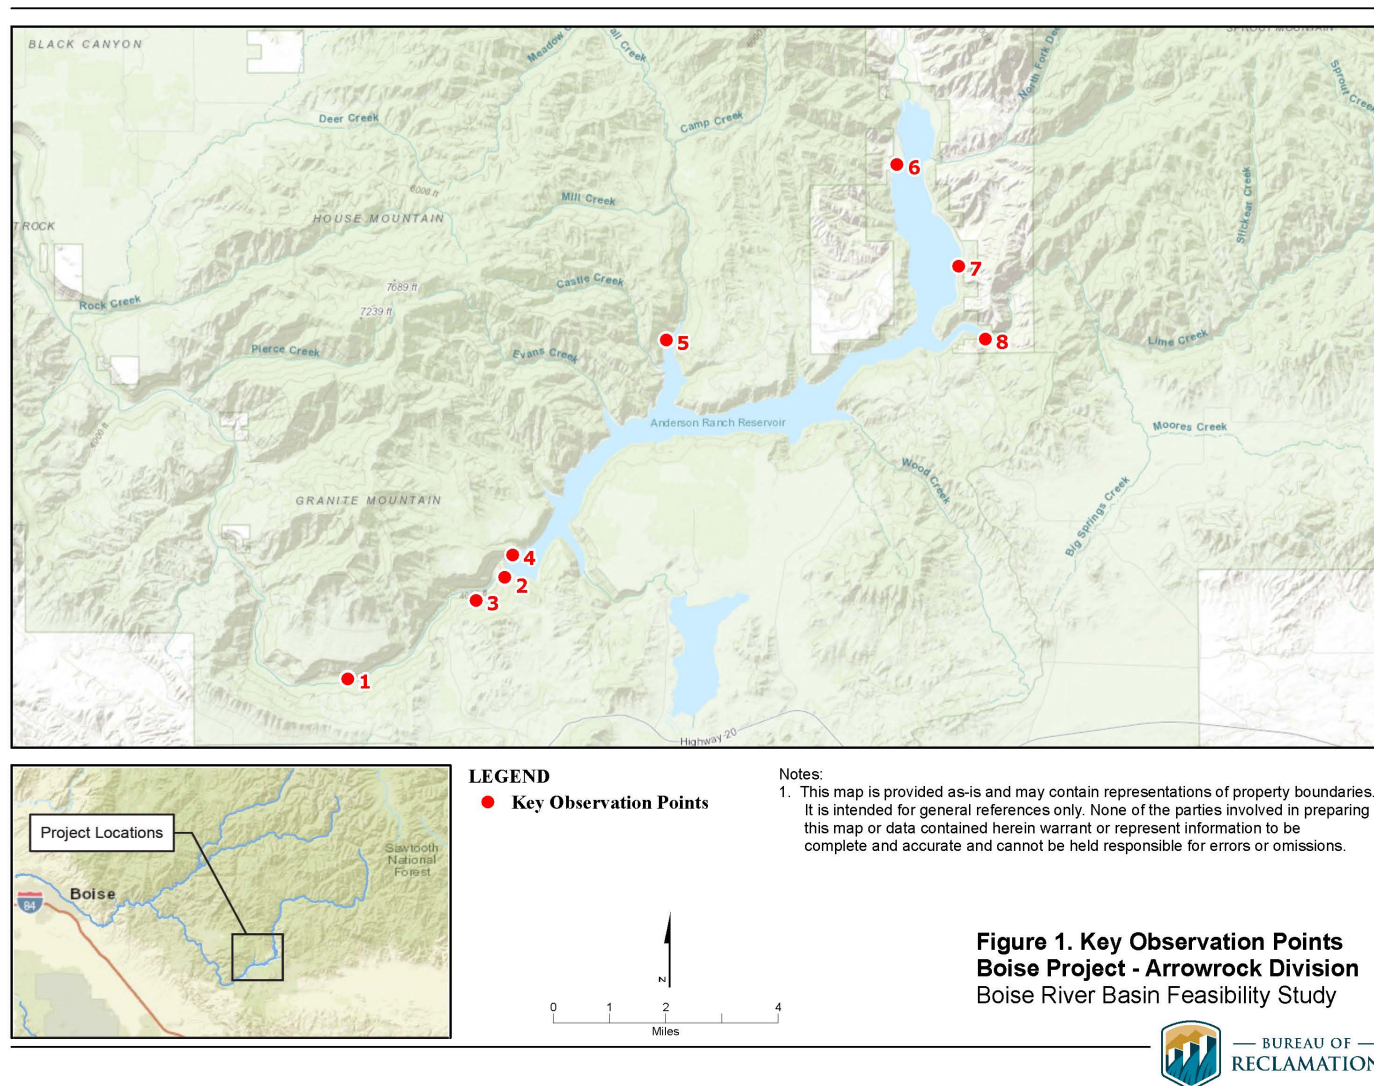 BLACK CANYON
Meadow
all Creek
SPROUT MOUNTAIN
North Fork Dee
Sprout Creek
Deer Creek
Camp Creek
6000 ft
6
Mill Creek
Slickear Creek
HOUSE MOUNTAIN
T ROCK
7
Castle Creek
7689 ft
Rock Creek
7239 ft
5
8
Lime Creek
Pierce Creek
Evans Creek
Anderson Ranch Reservoir
Moores Creek
Wood Creek
GRANITE MOUNTAIN
Big Springs Creek
4
2
3
1
Highway 20
Project Locations
Boise
84
Sawtooth
National
Forest
LEGEND
Key Observation Points
N
0 1 2 4
Miles
Notes:
1. This map is provided as-is and may contain representations of property boundaries.
It is intended for general references only. None of the parties involved in preparing
this map or data contained herein warrant or represent information to be
complete and accurate and cannot be held responsible for errors or omissions.
Figure 1. Key Observation Points
Boise Project - Arrowrock Division
Boise River Basin Feasibility Study
BUREAU OF
RECLAMATION